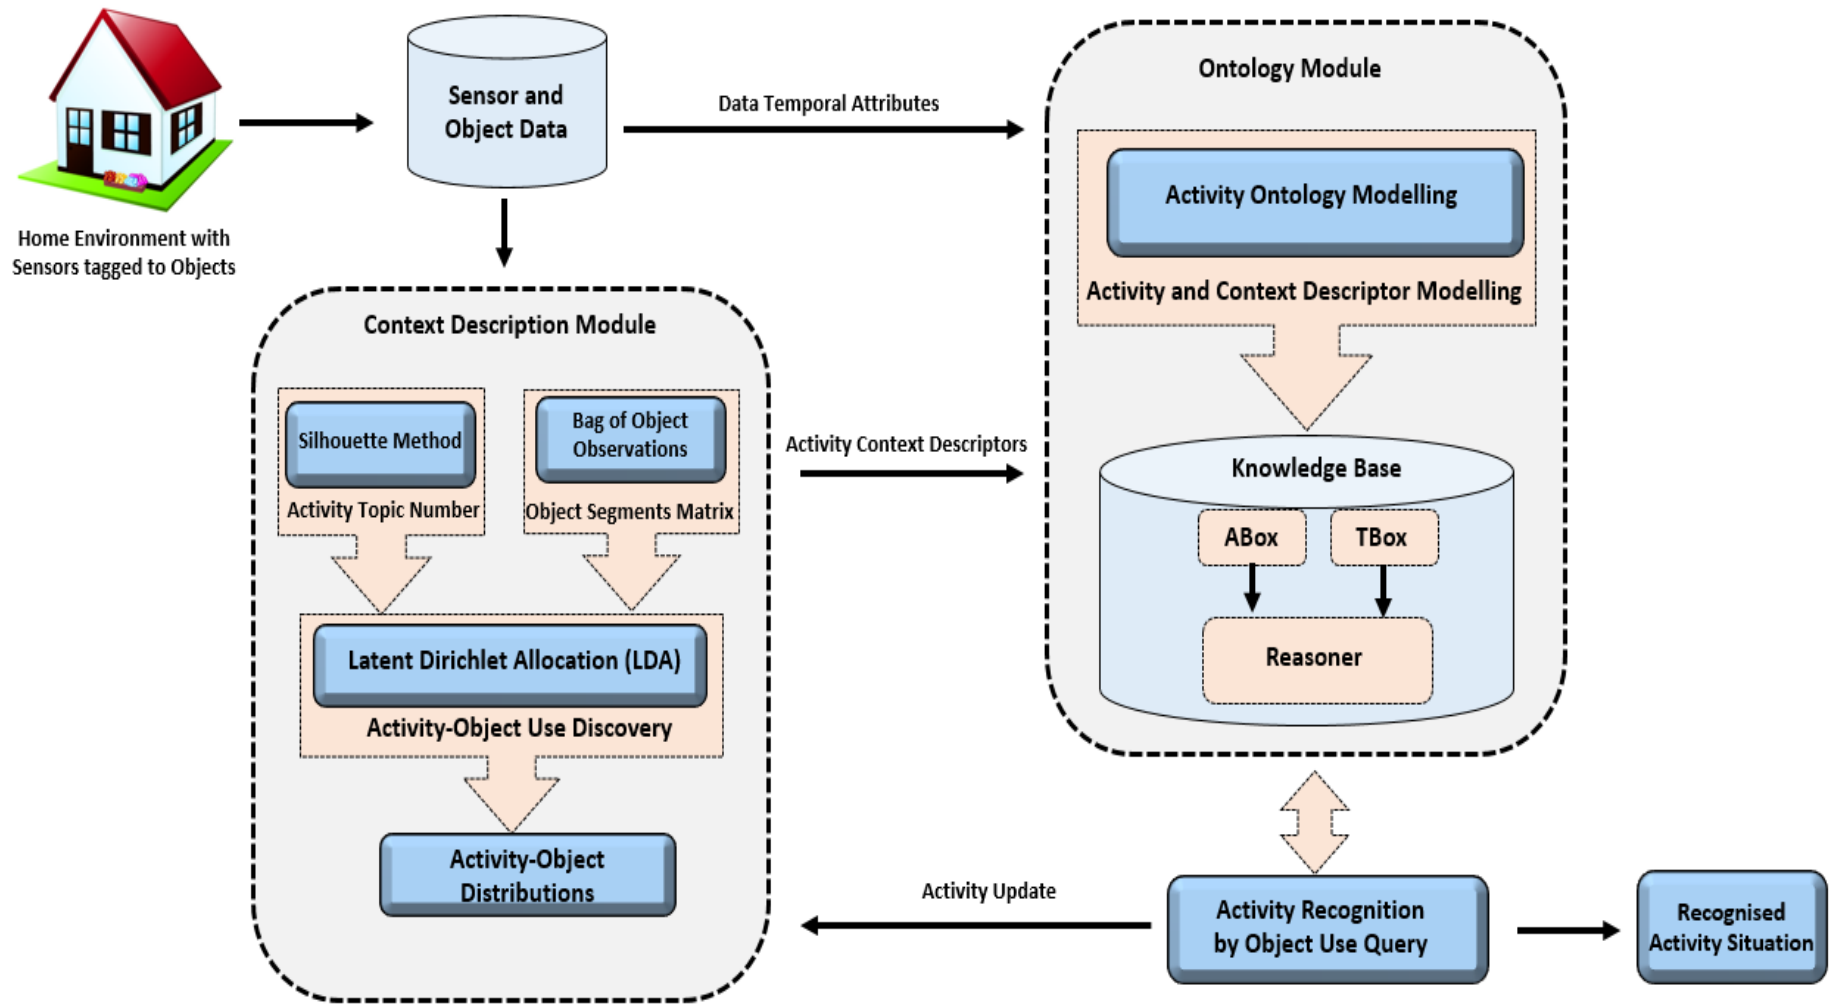 Sensor and
Object Data
Data Temporal Attributes
Ontology Module
Activity Ontology Modelling
Activity and Context Descriptor Modelling
Home Environment with
Sensors tagged to Objects
Context Description Module
Silhouette Method
Activity Topic Number
Bag of Object
Observations
Object Segments Matrix
Activity Context Descriptors
Knowledge Base
ABox
TBox
Reasoner
Latent Dirichlet Allocation (LDA)
Activity-Object Use Discovery
Activity-Object
Distributions
Activity Update
Activity Recognition
by Object Use Query
Recognised
Activity Situation